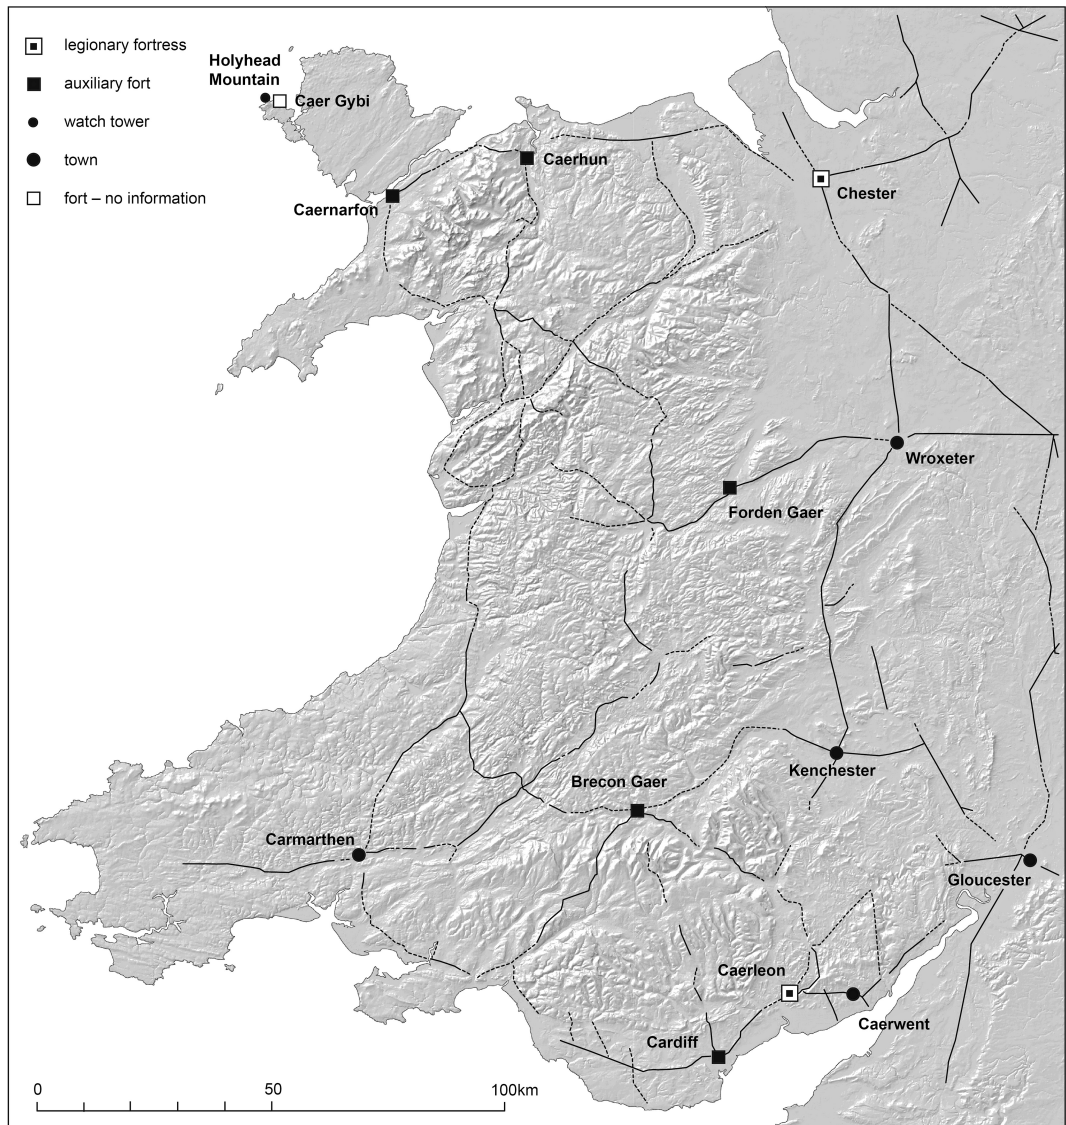 legionary fortress
auxiliary fort
watch tower
town
fort – no information
Holyhead
Mountain
Caer Gybi
Caerhun
Caernarfon
Chester
Wroxeter
Forden Gaer
Kenchester
Brecon Gaer
Carmarthen
Gloucester
Caerleon
Caerwent
Cardiff
0 50 100km